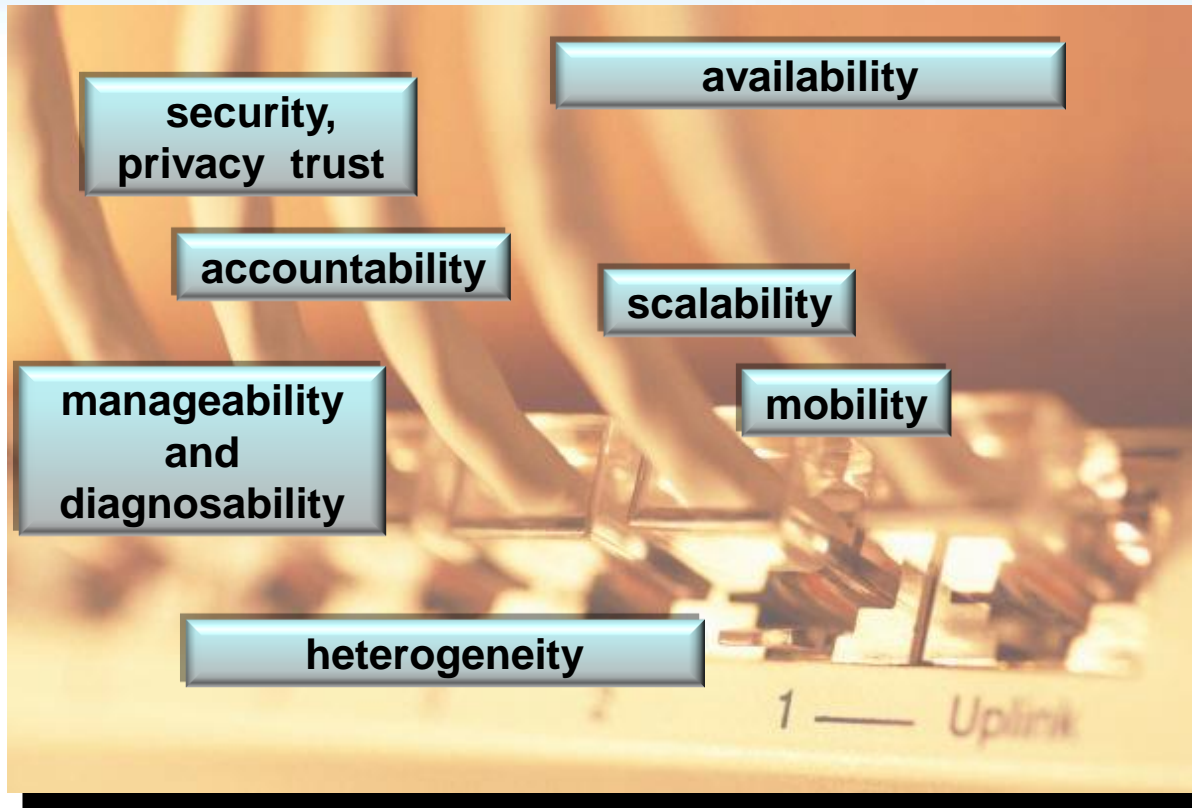 availability
security,
privacy trust
accountability
scalability
manageability
and
diagnosability
mobility
heterogeneity
1 — Uplink